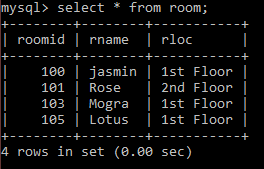 mysql> select * from room;
+--------+--------+-----------+
| roomid | rname  | rloc      |
+--------+--------+-----------+
|    100 | jasmin | 1st Floor |
|    101 | Rose   | 2nd Floor |
|    103 | Mogra  | 1st Floor |
|    105 | Lotus  | 1st Floor |
+--------+--------+-----------+
4 rows in set (0.00 sec)